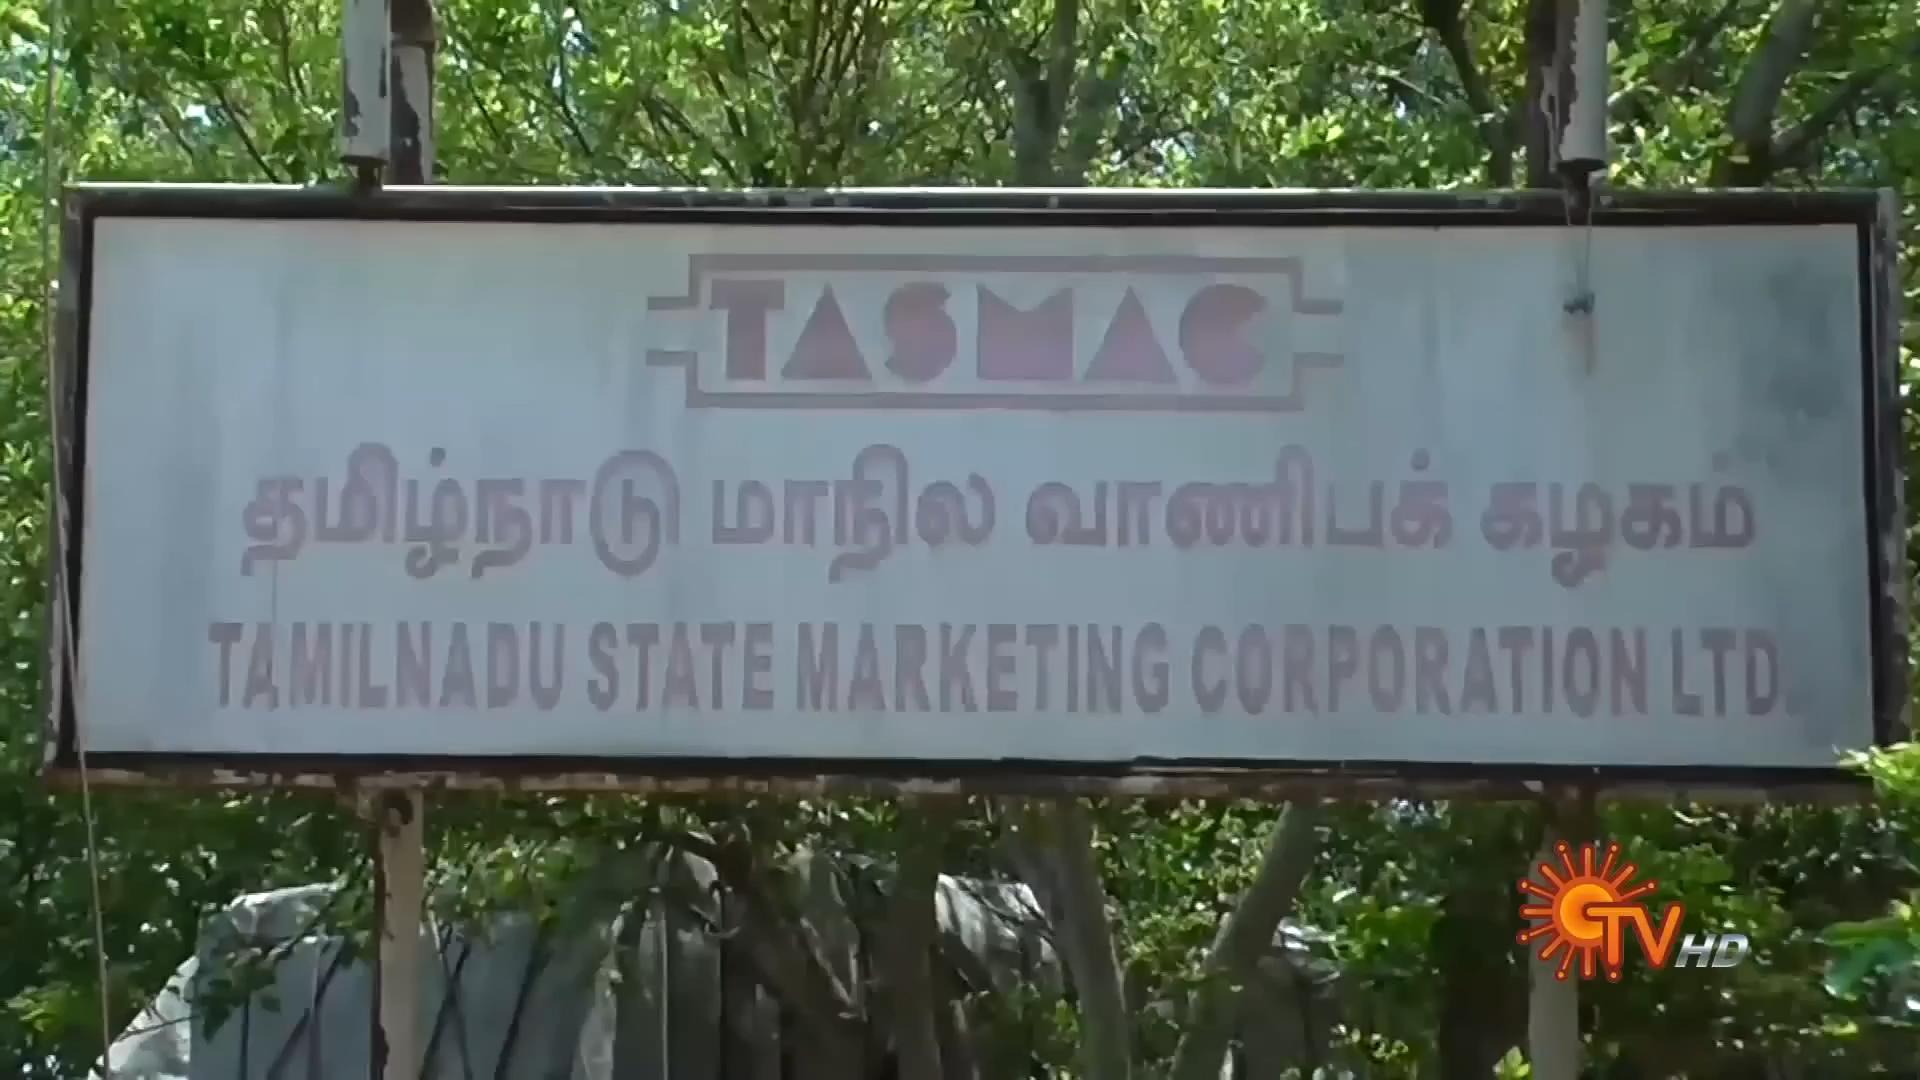 TASMAC
தமிழ்நாடு மாநில வாணிபக் கழகம்
TAMILNADU STATE MARKETING CORPORATION LTD.
TV HD